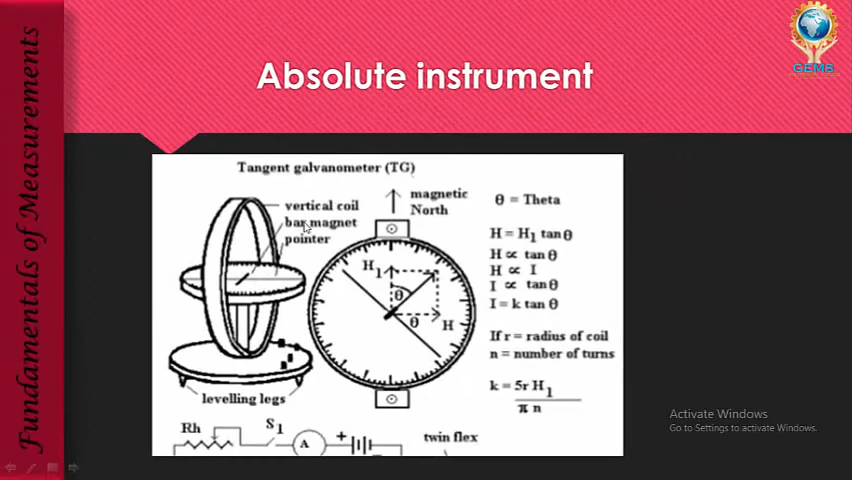 Absolute instrument
GEMS
Fundamentals of Measurements
Tangent galvanometer (TG)
vertical coil
bar magnet
pointer
levelling legs
magnetic
North
H1
θ
θ
H
θ = Theta
H = H1 tan θ
H ∝ tan θ
H ∝ I
I ∝ tan θ
I = k tan θ
If r = radius of coil
n = number of turns
k = 5r H1
π n
Rh
S1
A
+
twin flex
Activate Windows
Go to Settings to activate Windows.